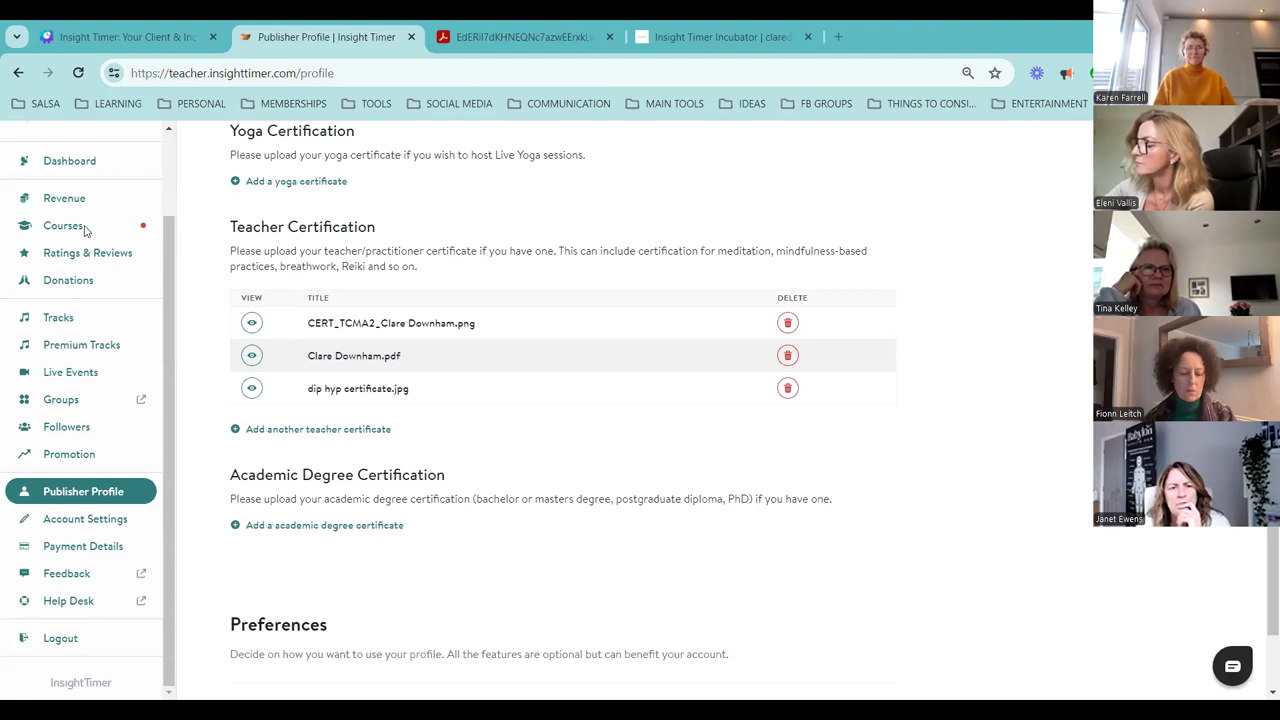 Insight Timer: Your Client & Inc
Publisher Profile | Insight Timer
Insight Timer Incubator | clared
https://teacher.insighttimer.com/profile
SALSA
LEARNING
PERSONAL
MEMBERSHIPS
TOOLS
SOCIAL MEDIA
COMMUNICATION
MAIN TOOLS
IDEAS
FB GROUPS
THINGS TO CONSI...
ENTERTAINMENT
Dashboard
Revenue
Courses
Ratings & Reviews
Donations
Tracks
Premium Tracks
Live Events
Groups
Followers
Promotion
Publisher Profile
Account Settings
Payment Details
Feedback
Help Desk
Logout
InsightTimer
Yoga Certification
Please upload your yoga certificate if you wish to host Live Yoga sessions.
Add a yoga certificate
Teacher Certification
Please upload your teacher/practitioner certificate if you have one. This can include certification for meditation, mindfulness-based
practices, breathwork, Reiki and so on.
VIEW TITLE DELETE
CERT_TCMA2_Clare Downham.png
Clare Downham.pdf
dip hyp certificate.jpg
Add another teacher certificate
Academic Degree Certification
Please upload your academic degree certification (bachelor or masters degree, postgraduate diploma, PhD) if you have one.
Add a academic degree certificate
Preferences
Decide on how you want to use your profile. All the features are optional but can benefit your account.
Karen Farrell
Eleni Vallis
Tina Kelley
Fionn Leitch
Babylon
Janet Ewens